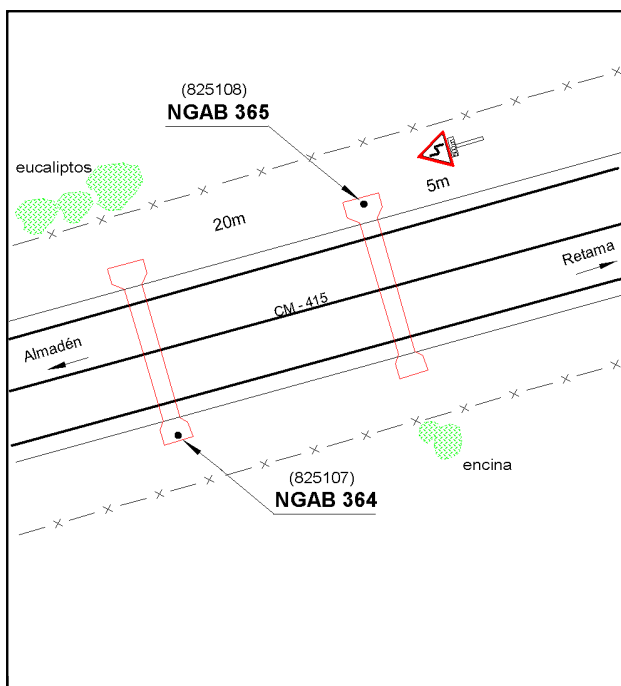 (825108)
NGAB 365
eucaliptos
5m
20m
Retama
CM - 415
Almadén
encina
(825107)
NGAB 364